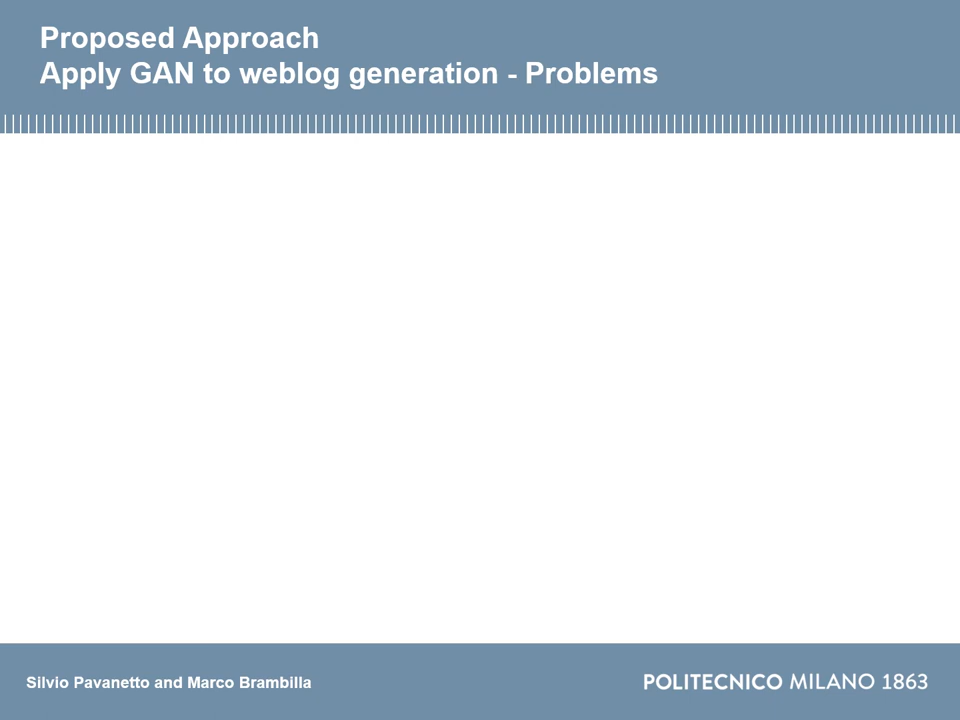 Proposed Approach
Apply GAN to weblog generation - Problems
Silvio Pavanetto and Marco Brambilla
POLITECNICO MILANO 1863